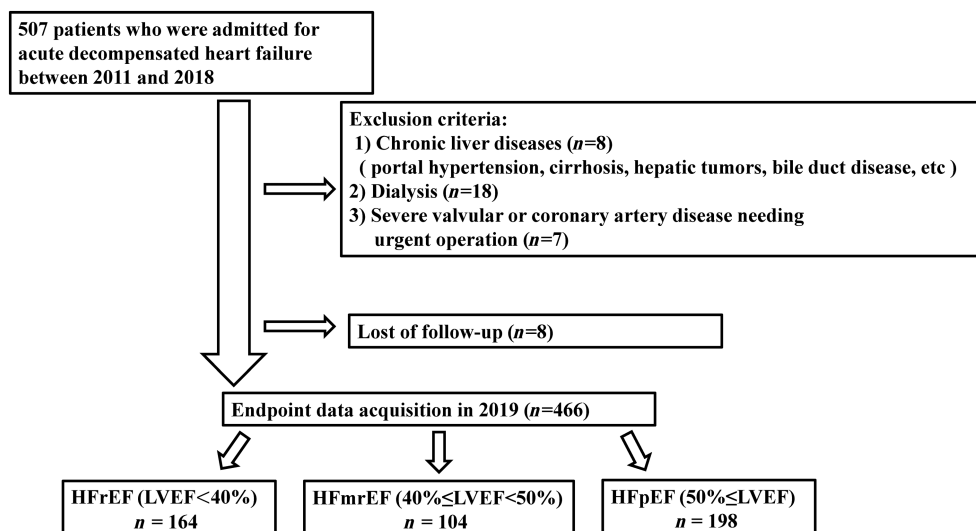 507 patients who were admitted for
acute decompensated heart failure
between 2011 and 2018
Exclusion criteria:
1) Chronic liver diseases (n=8)
( portal hypertension, cirrhosis, hepatic tumors, bile duct disease, etc )
2) Dialysis (n=18)
3) Severe valvular or coronary artery disease needing
urgent operation (n=7)
Lost of follow-up (n=8)
Endpoint data acquisition in 2019 (n=466)
HFrEF (LVEF<40%)
n = 164
HFmrEF (40%≤LVEF<50%)
n = 104
HFpEF (50%≤LVEF)
n = 198